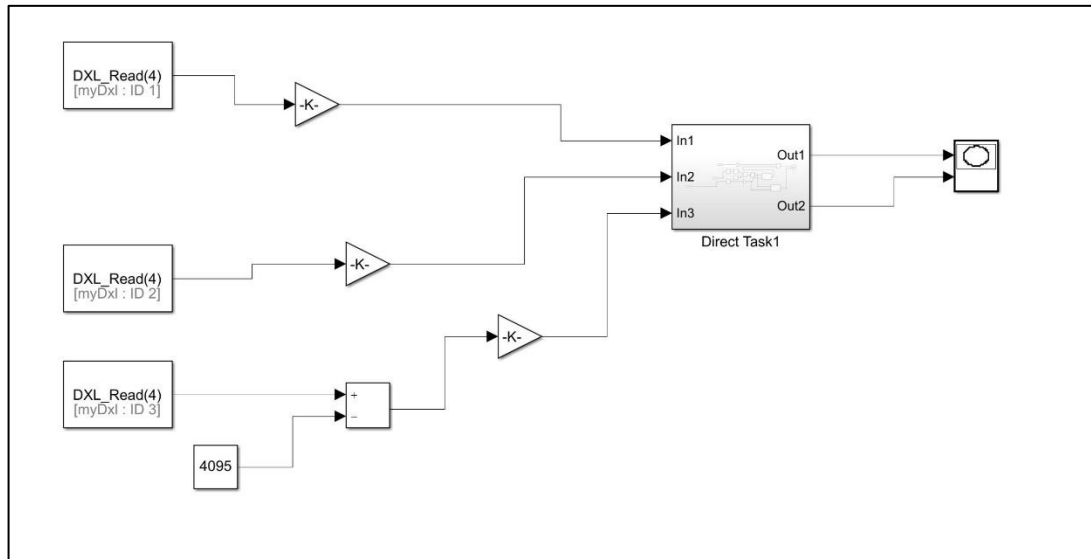 DXL_Read(4)
[myDxl : ID 1]
-K-
In1
Out1
In2
Out2
In3
Direct Task1
DXL_Read(4)
[myDxl : ID 2]
-K-
-K-
DXL_Read(4)
[myDxl : ID 3]
+
−
4095